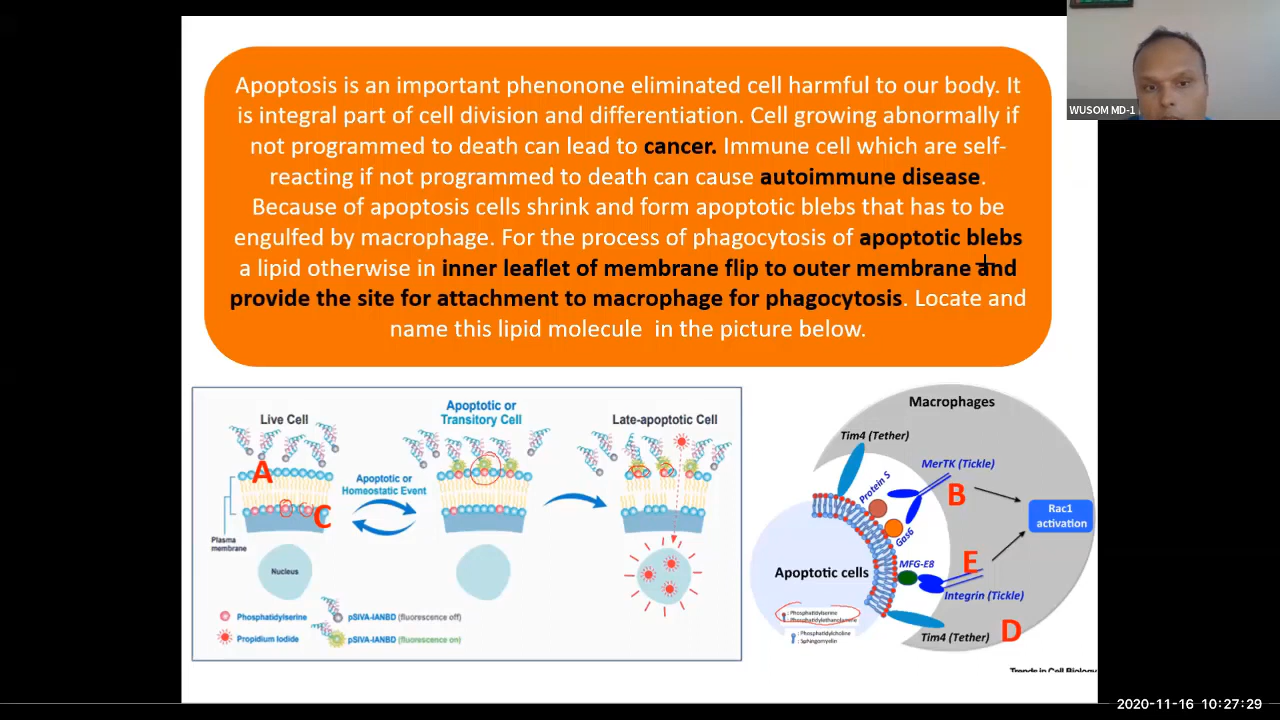 Apoptosis is an important phenonone eliminated cell harmful to our body. It
is integral part of cell division and differentiation. Cell growing abnormally if
not programmed to death can lead to cancer. Immune cell which are self-
reacting if not programmed to death can cause autoimmune disease.
Because of apoptosis cells shrink and form apoptotic blebs that has to be
engulfed by macrophage. For the process of phagocytosis of apoptotic blebs
a lipid otherwise in inner leaflet of membrane flip to outer membrane and
provide the site for attachment to macrophage for phagocytosis. Locate and
name this lipid molecule in the picture below.
WUSOM MD-1
Live Cell
Apoptotic or
Transitory Cell
Late-apoptotic Cell
A
Apoptotic or
Homeostatic Event
C
Plasma
membrane
Nucleus
Phosphatidylserine
pSIVA-IANBD (fluorescence off)
Propidium Iodide
pSIVA-IANBD (fluorescence on)
Macrophages
Tim4 (Tether)
MerTK (Tickle)
Protein S
B
Gas6
Rac1
activation
MFG-E8
E
Apoptotic cells
Integrin (Tickle)
: Phosphatidylserine
: Phosphatidylethanolamine
: Phosphatidylcholine
: Sphingomyelin
Tim4 (Tether)
D
Trends in Cell Biology
2020-11-16 10:27:29